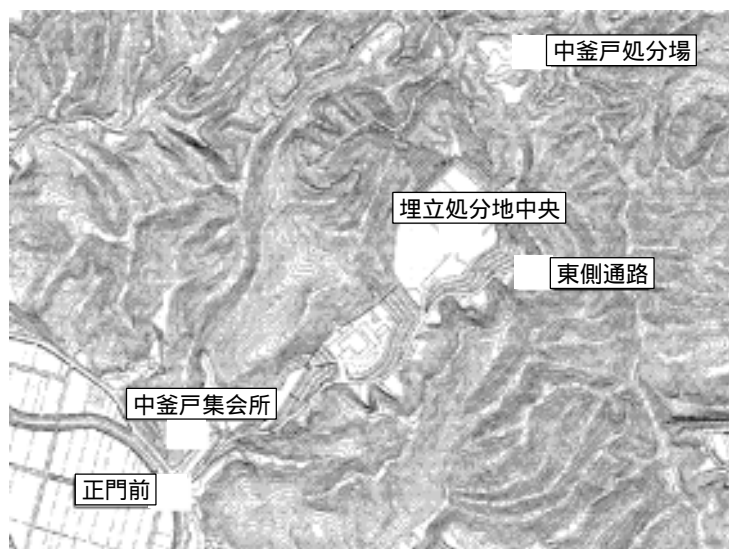 中釜戸処分場
埋立処分地中央
東側通路
中釜戸集会所
正門前